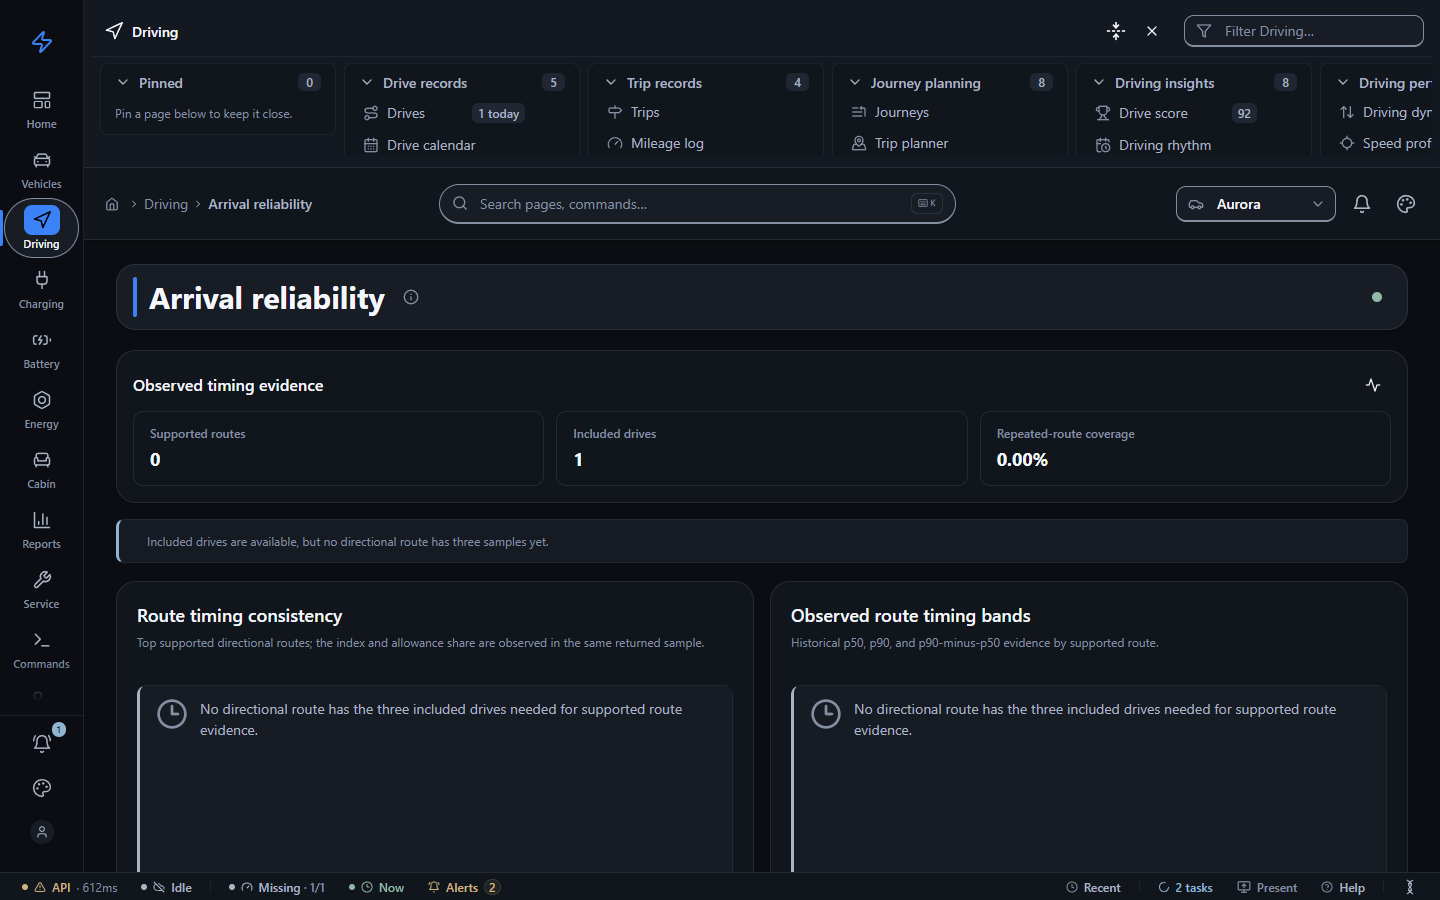 Driving
Filter Driving...
Home
Vehicles
Driving
Charging
Battery
Energy
Cabin
Reports
Service
Commands
1
Pinned 0
Pin a page below to keep it close.
Drive records 5
Drives 1 today
Drive calendar
Trip records 4
Trips
Mileage log
Journey planning 8
Journeys
Trip planner
Driving insights 8
Drive score 92
Driving rhythm
Driving per
Driving dyr
Speed prof
Driving > Arrival reliability
Search pages, commands...
K
Aurora
Arrival reliability
Observed timing evidence
Supported routes
0
Included drives
1
Repeated-route coverage
0.00%
Included drives are available, but no directional route has three samples yet.
Route timing consistency
Top supported directional routes; the index and allowance share are observed in the same returned sample.
No directional route has the three included drives needed for supported route
evidence.
Observed route timing bands
Historical p50, p90, and p90-minus-p50 evidence by supported route.
No directional route has the three included drives needed for supported route
evidence.
API · 612ms
Idle
Missing · 1/1
Now
Alerts 2
Recent
2 tasks
Present
Help